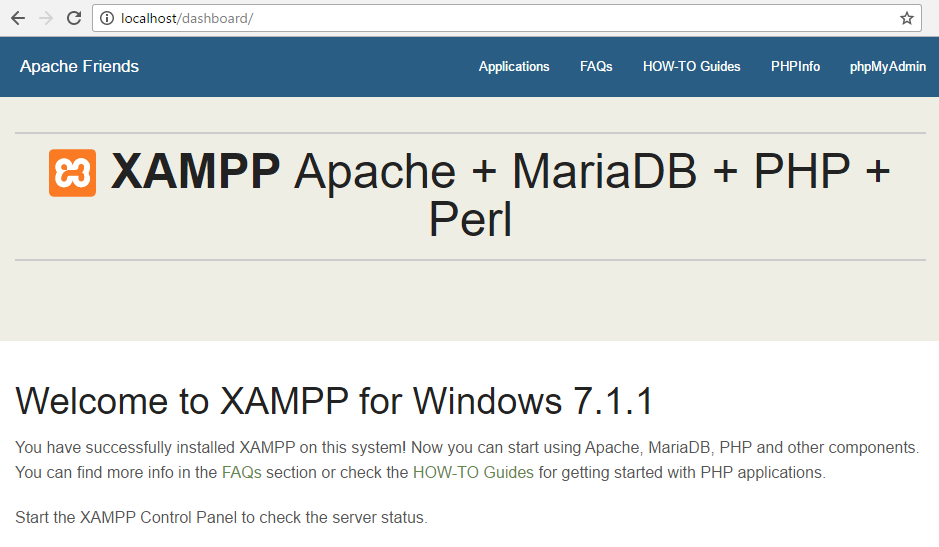 localhost/dashboard/
Apache Friends
Applications
FAQs
HOW-TO Guides
PHPInfo
phpMyAdmin
XAMPP Apache + MariaDB + PHP +
Perl
Welcome to XAMPP for Windows 7.1.1
You have successfully installed XAMPP on this system! Now you can start using Apache, MariaDB, PHP and other components.
You can find more info in the FAQs section or check the HOW-TO Guides for getting started with PHP applications.
Start the XAMPP Control Panel to check the server status.